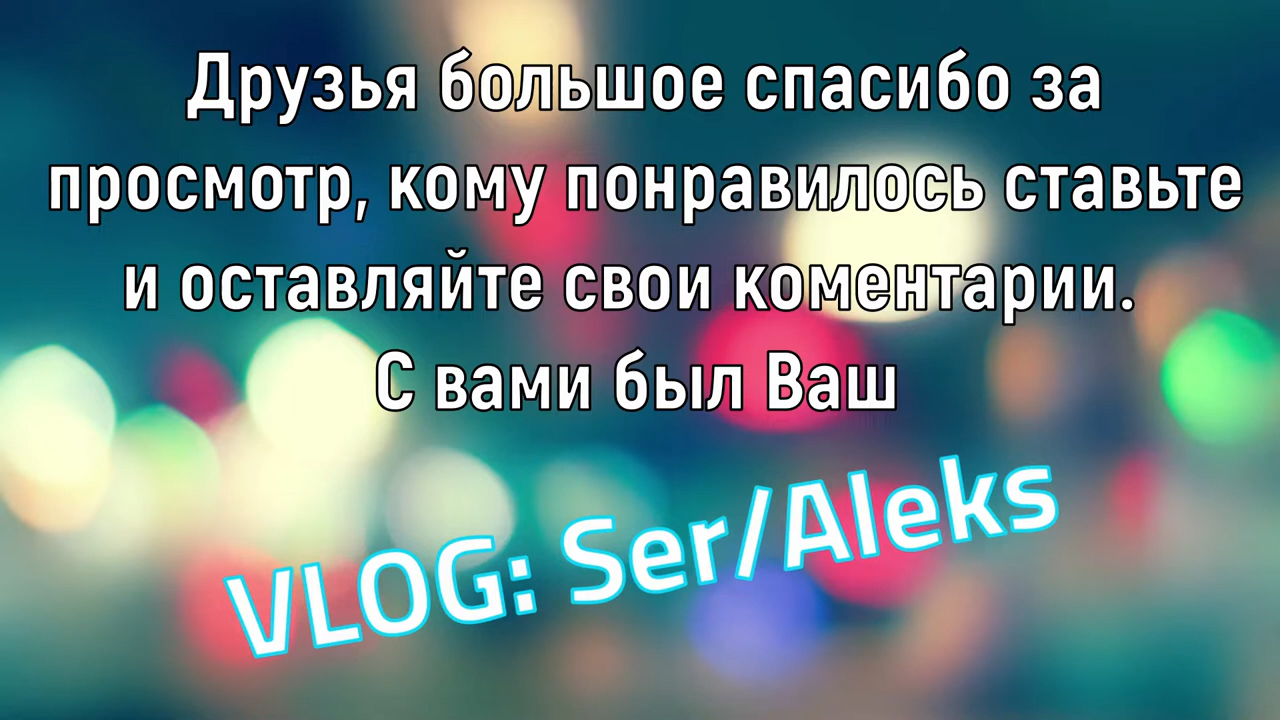 Друзья большое спасибо за
просмотр, кому понравилось ставьте
и оставляйте свои коментарии.
С вами был Ваш
VLOG: Ser/Aleks